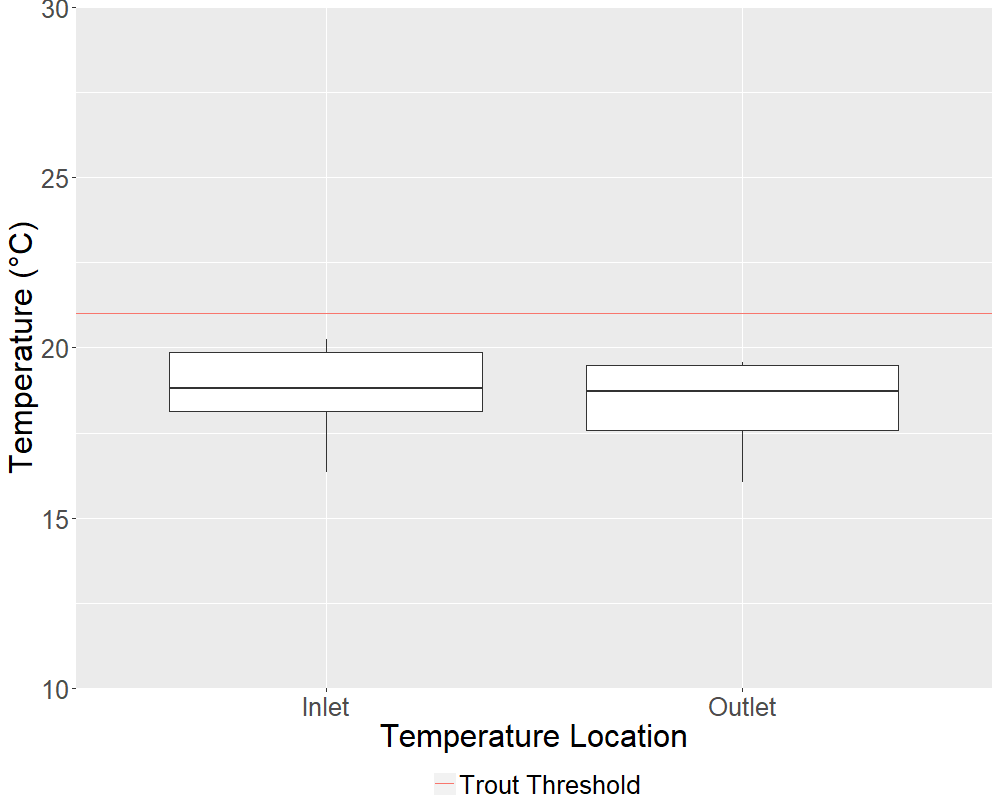 30
25
20
15
10
Temperature (°C)
Inlet Outlet
Temperature Location
Trout Threshold